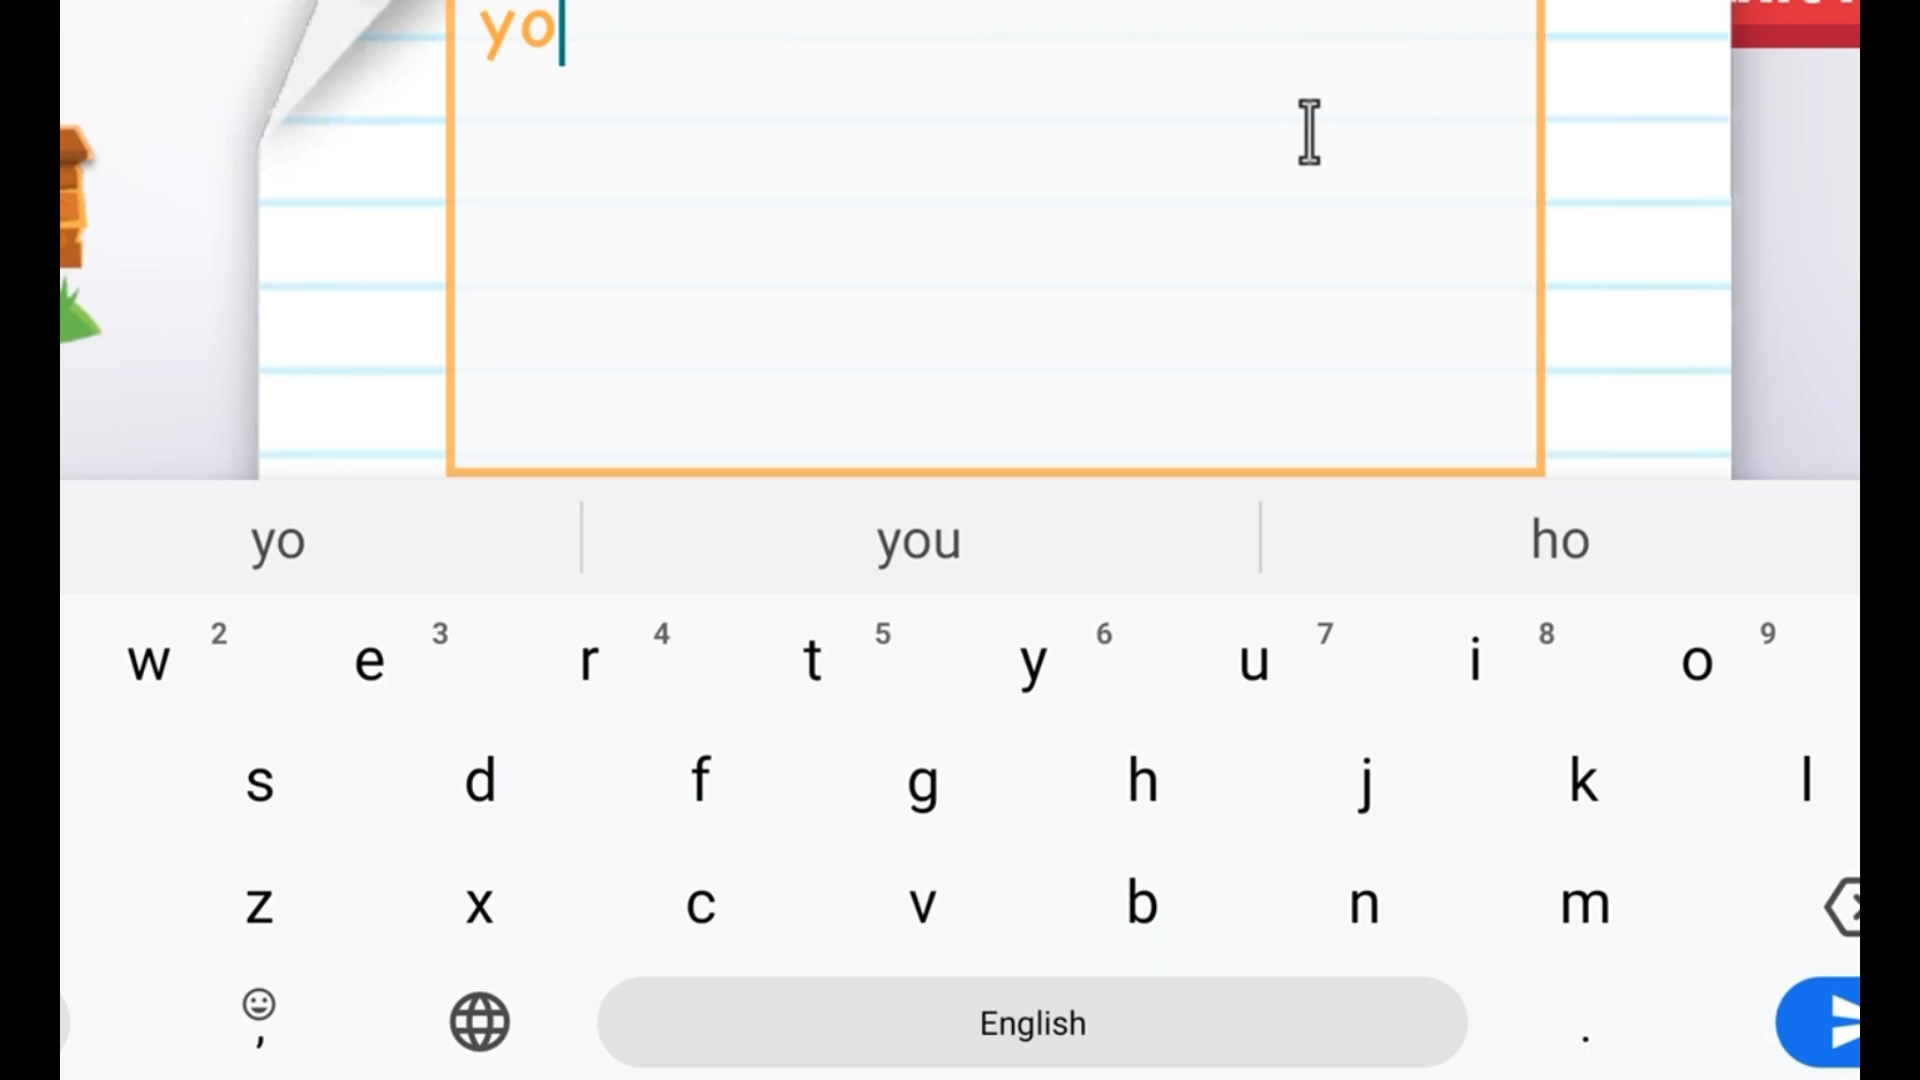 yo
yo you ho
2 3 4 5 6 7 8 9
w e r t y u i o
s d f g h j k l
z x c v b n m
,
English
.